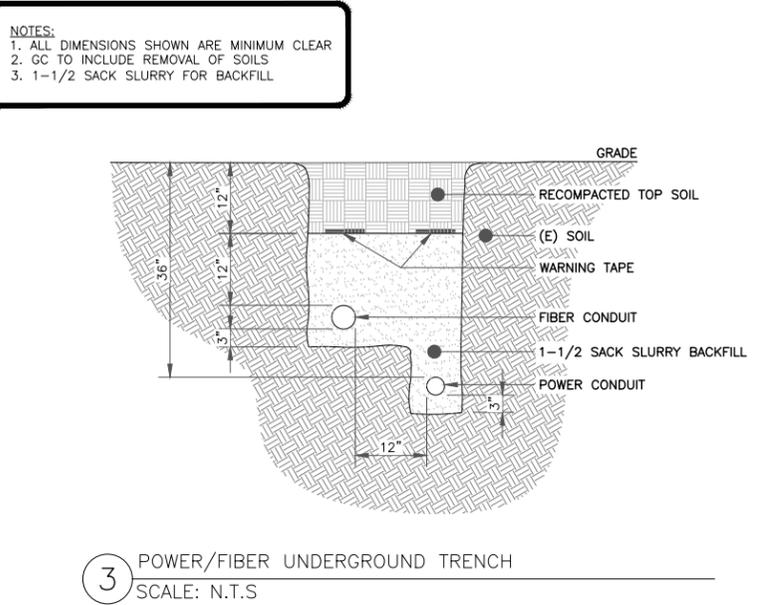 NOTES:
1. ALL DIMENSIONS SHOWN ARE MINIMUM CLEAR
2. GC TO INCLUDE REMOVAL OF SOILS
3. 1-1/2 SACK SLURRY FOR BACKFILL
GRADE
12"
RECOMPACTED TOP SOIL
(E) SOIL
36"
12"
WARNING TAPE
FIBER CONDUIT
3"
1-1/2 SACK SLURRY BACKFILL
POWER CONDUIT
3"
12"
3
POWER/FIBER UNDERGROUND TRENCH
SCALE: N.T.S